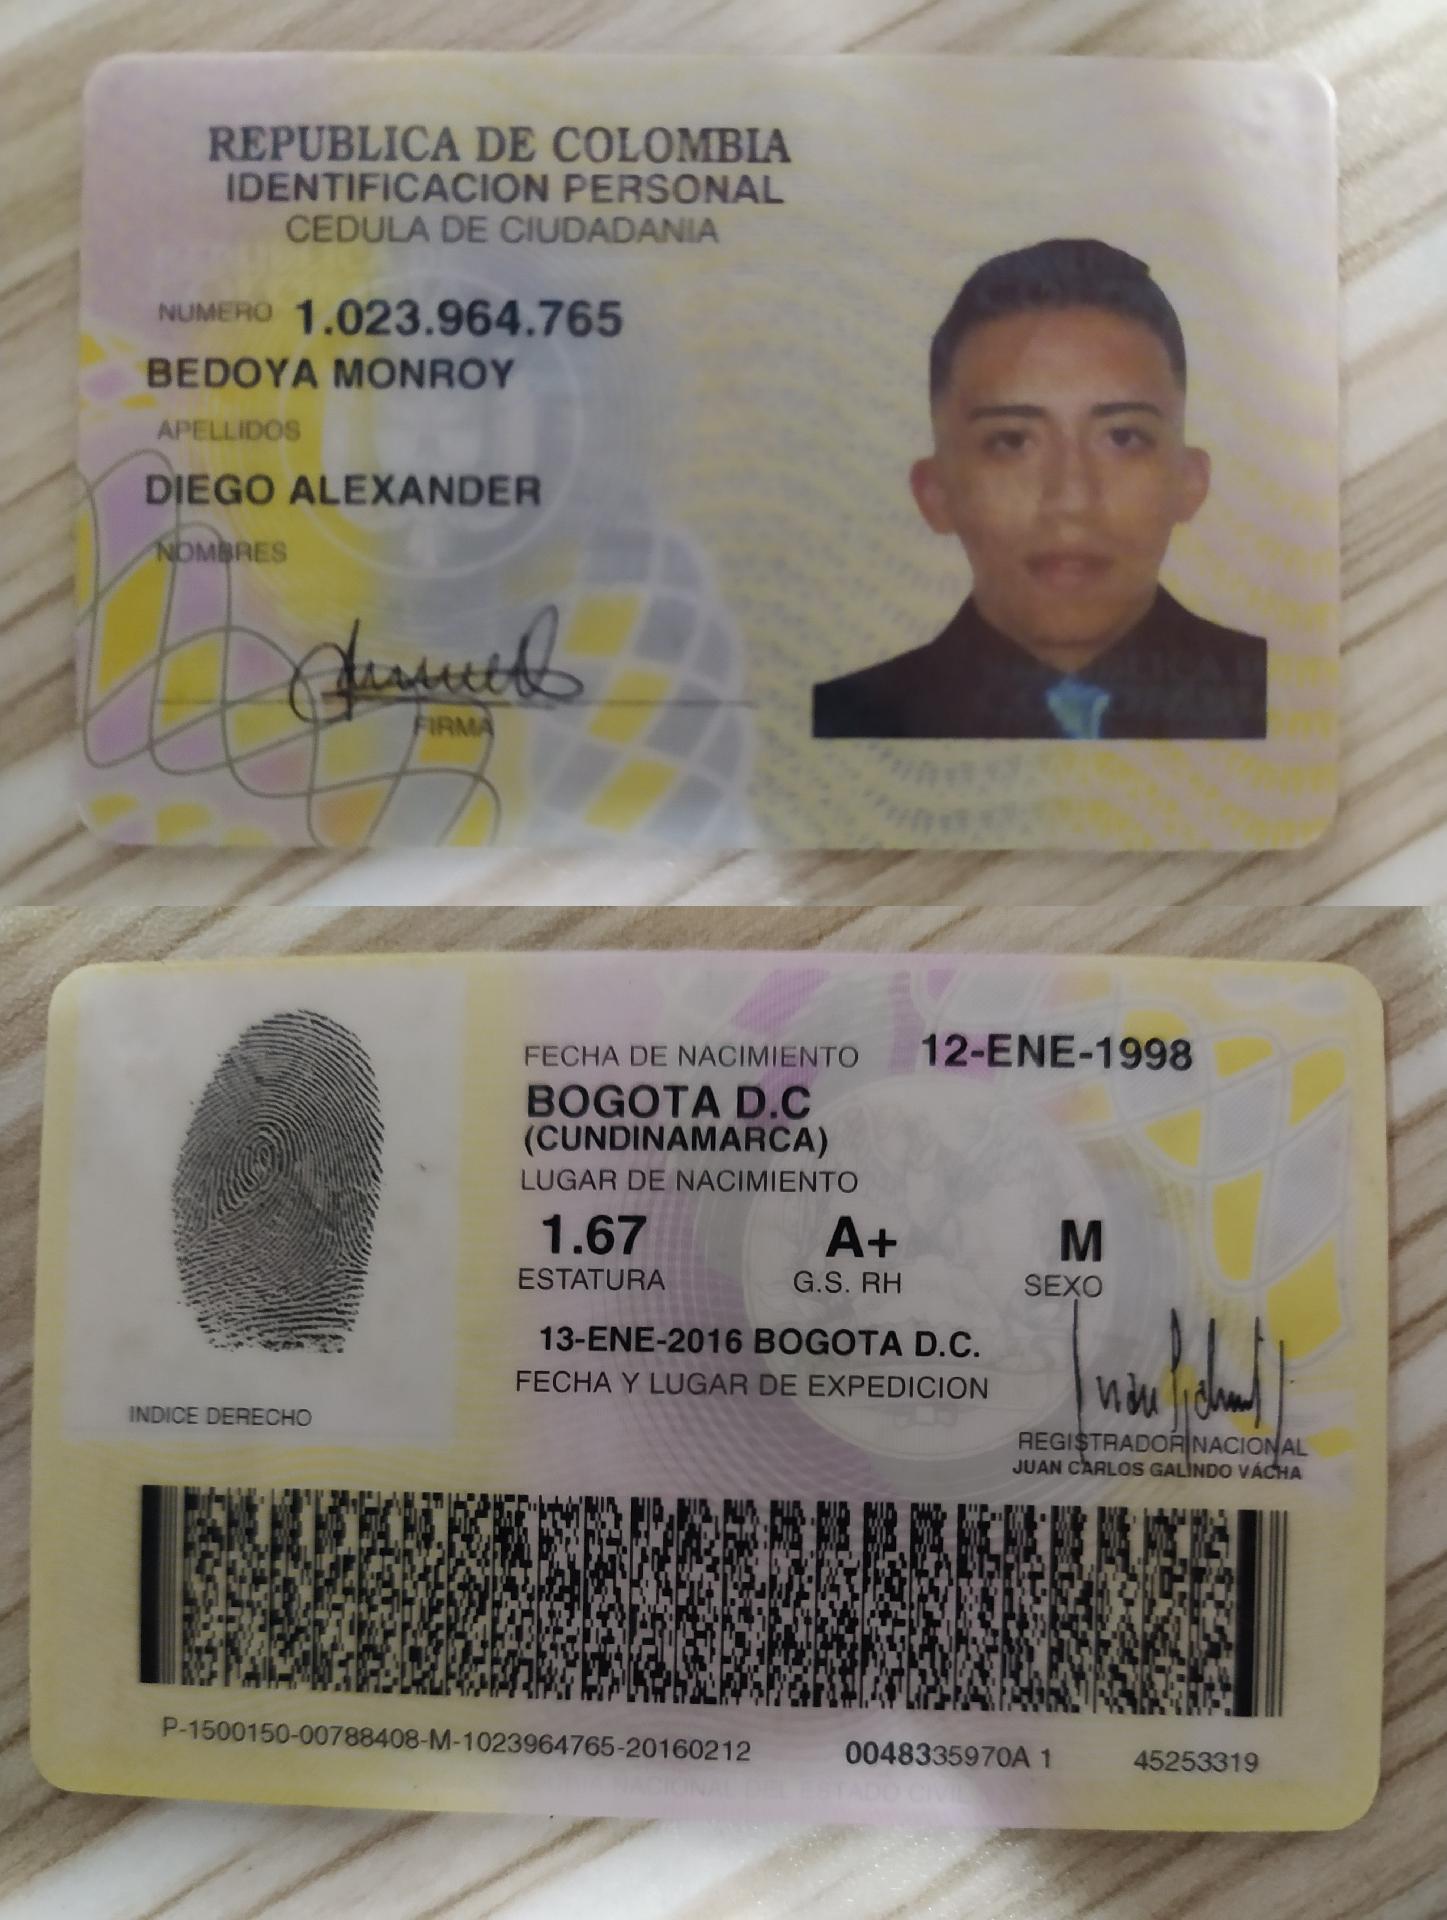 REPUBLICA DE COLOMBIA
IDENTIFICACION PERSONAL
CEDULA DE CIUDADANIA
NUMERO 1.023.964.765
BEDOYA MONROY
APELLIDOS
DIEGO ALEXANDER
NOMBRES
FIRMA
FECHA DE NACIMIENTO 12-ENE-1998
BOGOTA D.C
(CUNDINAMARCA)
LUGAR DE NACIMIENTO
1.67 A+ M
ESTATURA G.S. RH SEXO
13-ENE-2016 BOGOTA D.C.
FECHA Y LUGAR DE EXPEDICION
INDICE DERECHO
REGISTRADOR NACIONAL
JUAN CARLOS GALINDO VÁCHA
P-1500150-00788408-M-1023964765-20160212 0048335970A 1 45253319
NACIONAL DEL ESTADO CIVIL